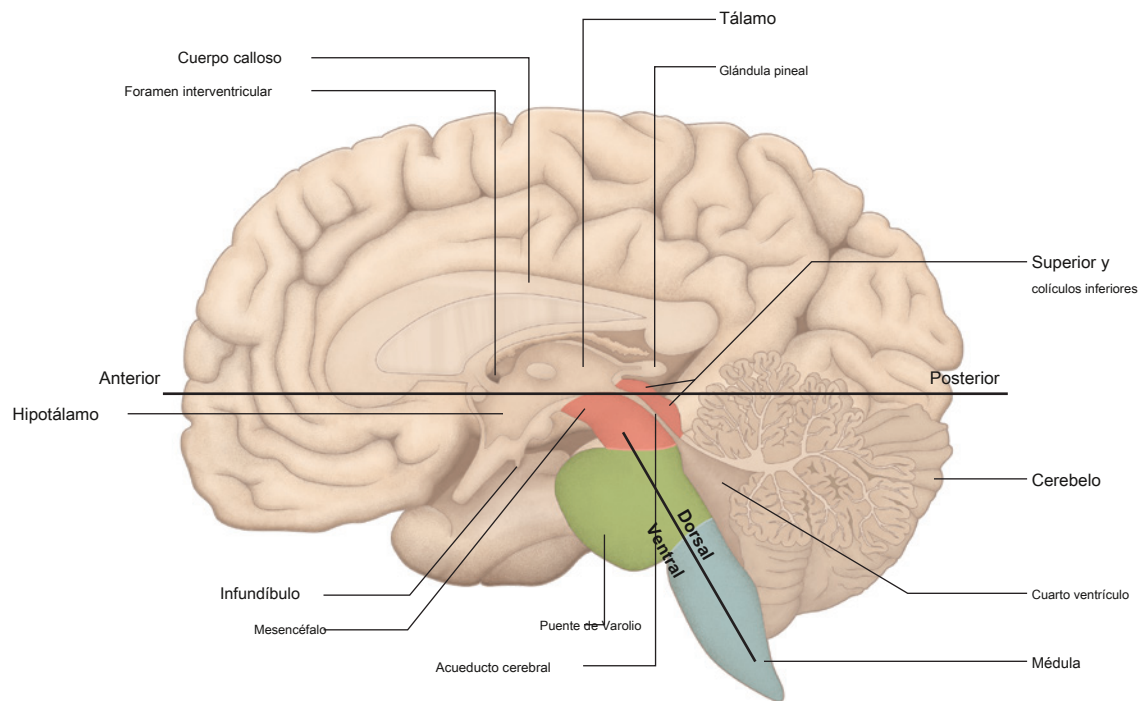 Tálamo
Cuerpo calloso
Glándula pineal
Foramen interventricular
Superior y
colículos inferiores
Anterior
Posterior
Hipotálamo
Cerebelo
Dorsal
Ventral
Infundíbulo
Cuarto ventrículo
Mesencéfalo
Puente de Varolio
Acueducto cerebral
Médula